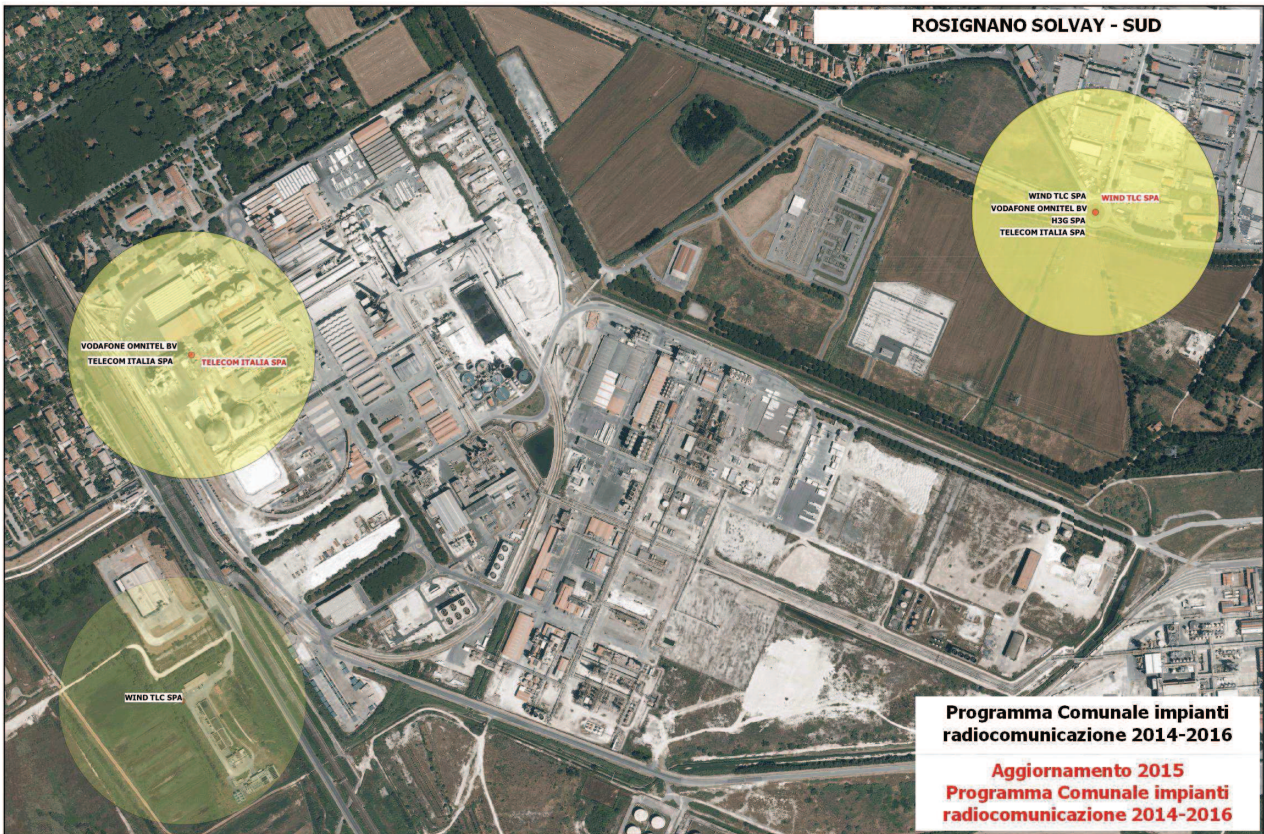 ROSIGNANO SOLVAY - SUD
WIND TLC SPA WIND TLC SPA
VODAFONE OMNITEL BV
H3G SPA
TELECOM ITALIA SPA
VODAFONE OMNITEL BV
TELECOM ITALIA SPA TELECOM ITALIA SPA
WIND TLC SPA
Programma Comunale impianti
radiocomunicazione 2014-2016
Aggiornamento 2015
Programma Comunale impianti
radiocomunicazione 2014-2016